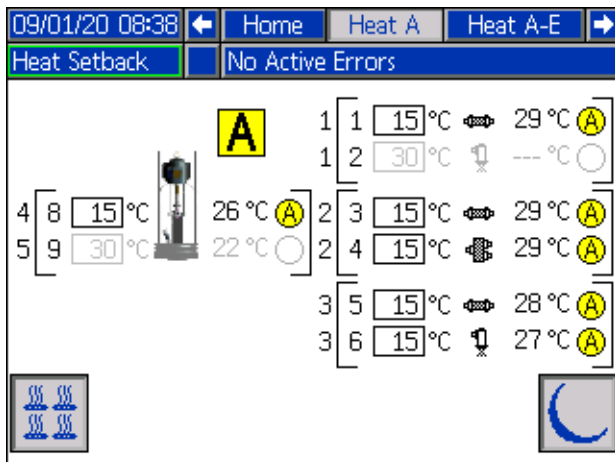 09/01/20 08:38 Home Heat A Heat A-E
Heat Setback No Active Errors
A
1 1 15 °C 29 °C A
1 2 30 °C --- °C
4 8 15 °C 26 °C A
5 9 30 °C 22 °C
2 3 15 °C 29 °C A
2 4 15 °C 29 °C A
3 5 15 °C 28 °C A
3 6 15 °C 27 °C A